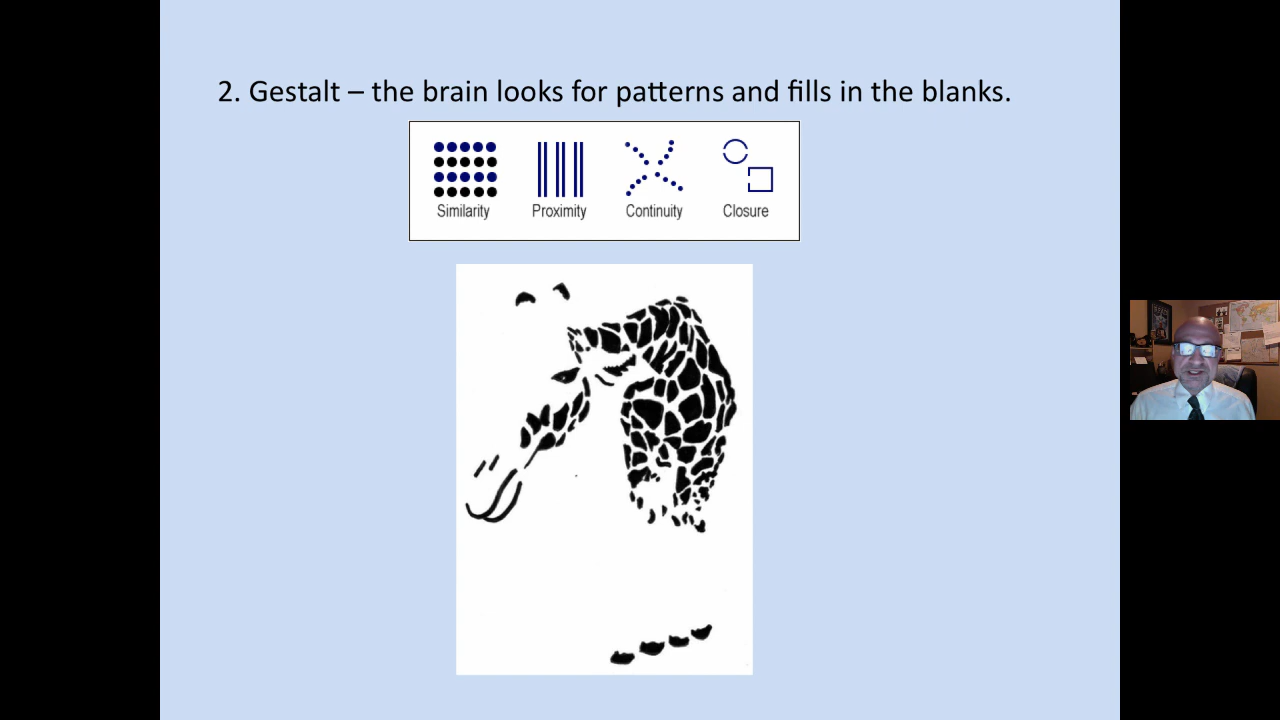 2. Gestalt – the brain looks for patterns and fills in the blanks.
Similarity Proximity Continuity Closure